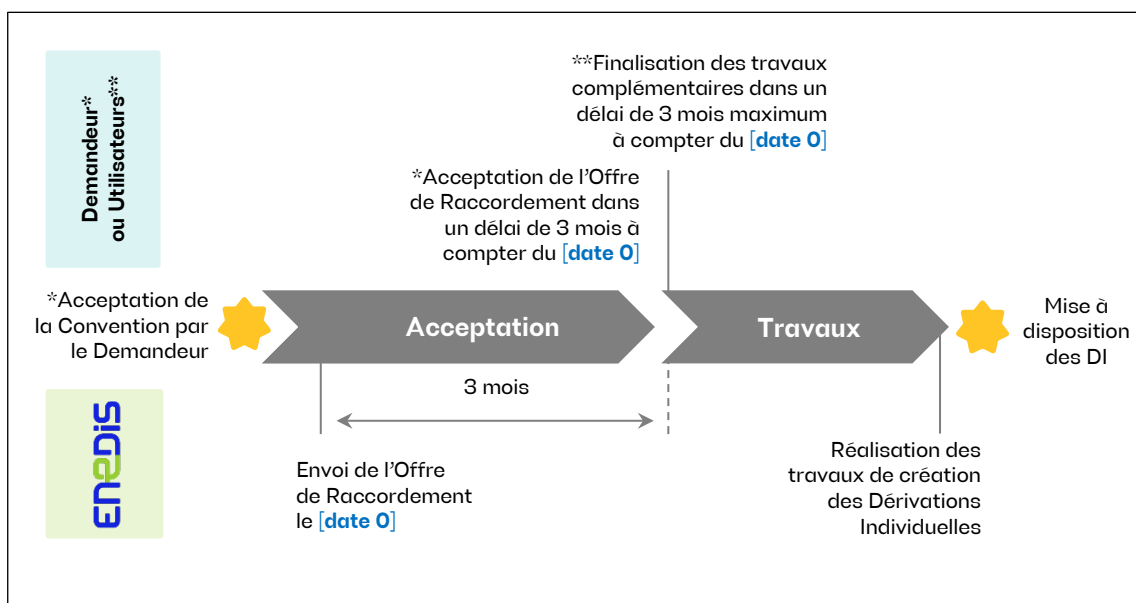 Demandeur*
ou Utilisateurs**
**Finalisation des travaux
complémentaires dans un
délai de 3 mois maximum
à compter du [date 0]
*Acceptation de l'Offre
de Raccordement dans
un délai de 3 mois à
compter du [date 0]
*Acceptation de
la Convention par
le Demandeur
Acceptation
Travaux
Mise à
disposition
des DI
3 mois
ENEDIS
Envoi de l'Offre
de Raccordement
le [date 0]
Réalisation des
travaux de création
des Dérivations
Individuelles